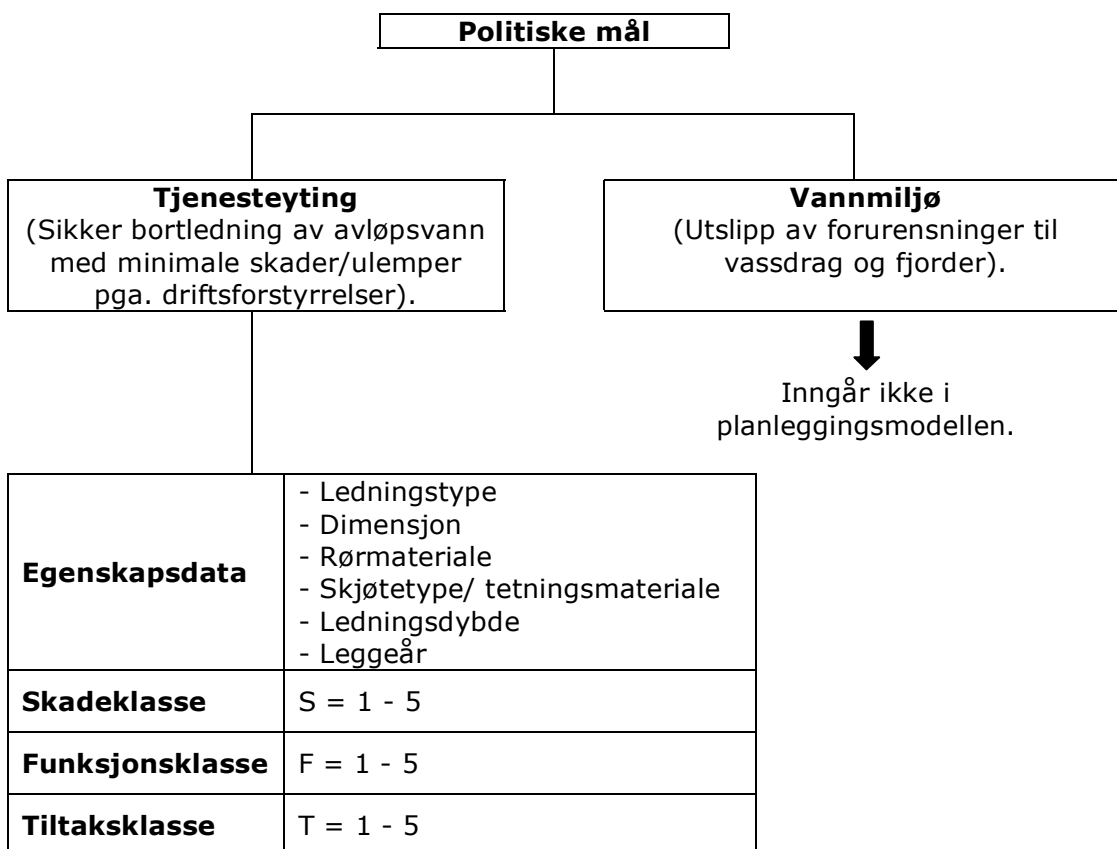 Politiske mål
Tjenesteyting
(Sikker bortledning av avløpsvann
med minimale skader/ulemper
pga. driftsforstyrrelser).
Vannmiljø
(Utslipp av forurensninger til
vassdrag og fjorder).
Inngår ikke i
planleggingsmodellen.
Egenskapsdata
- Ledningstype
- Dimensjon
- Rørmateriale
- Skjøtetype/ tetningsmateriale
- Ledningsdybde
- Leggeår
Skadeklasse S = 1 - 5
Funksjonsklasse F = 1 - 5
Tiltaksklasse T = 1 - 5